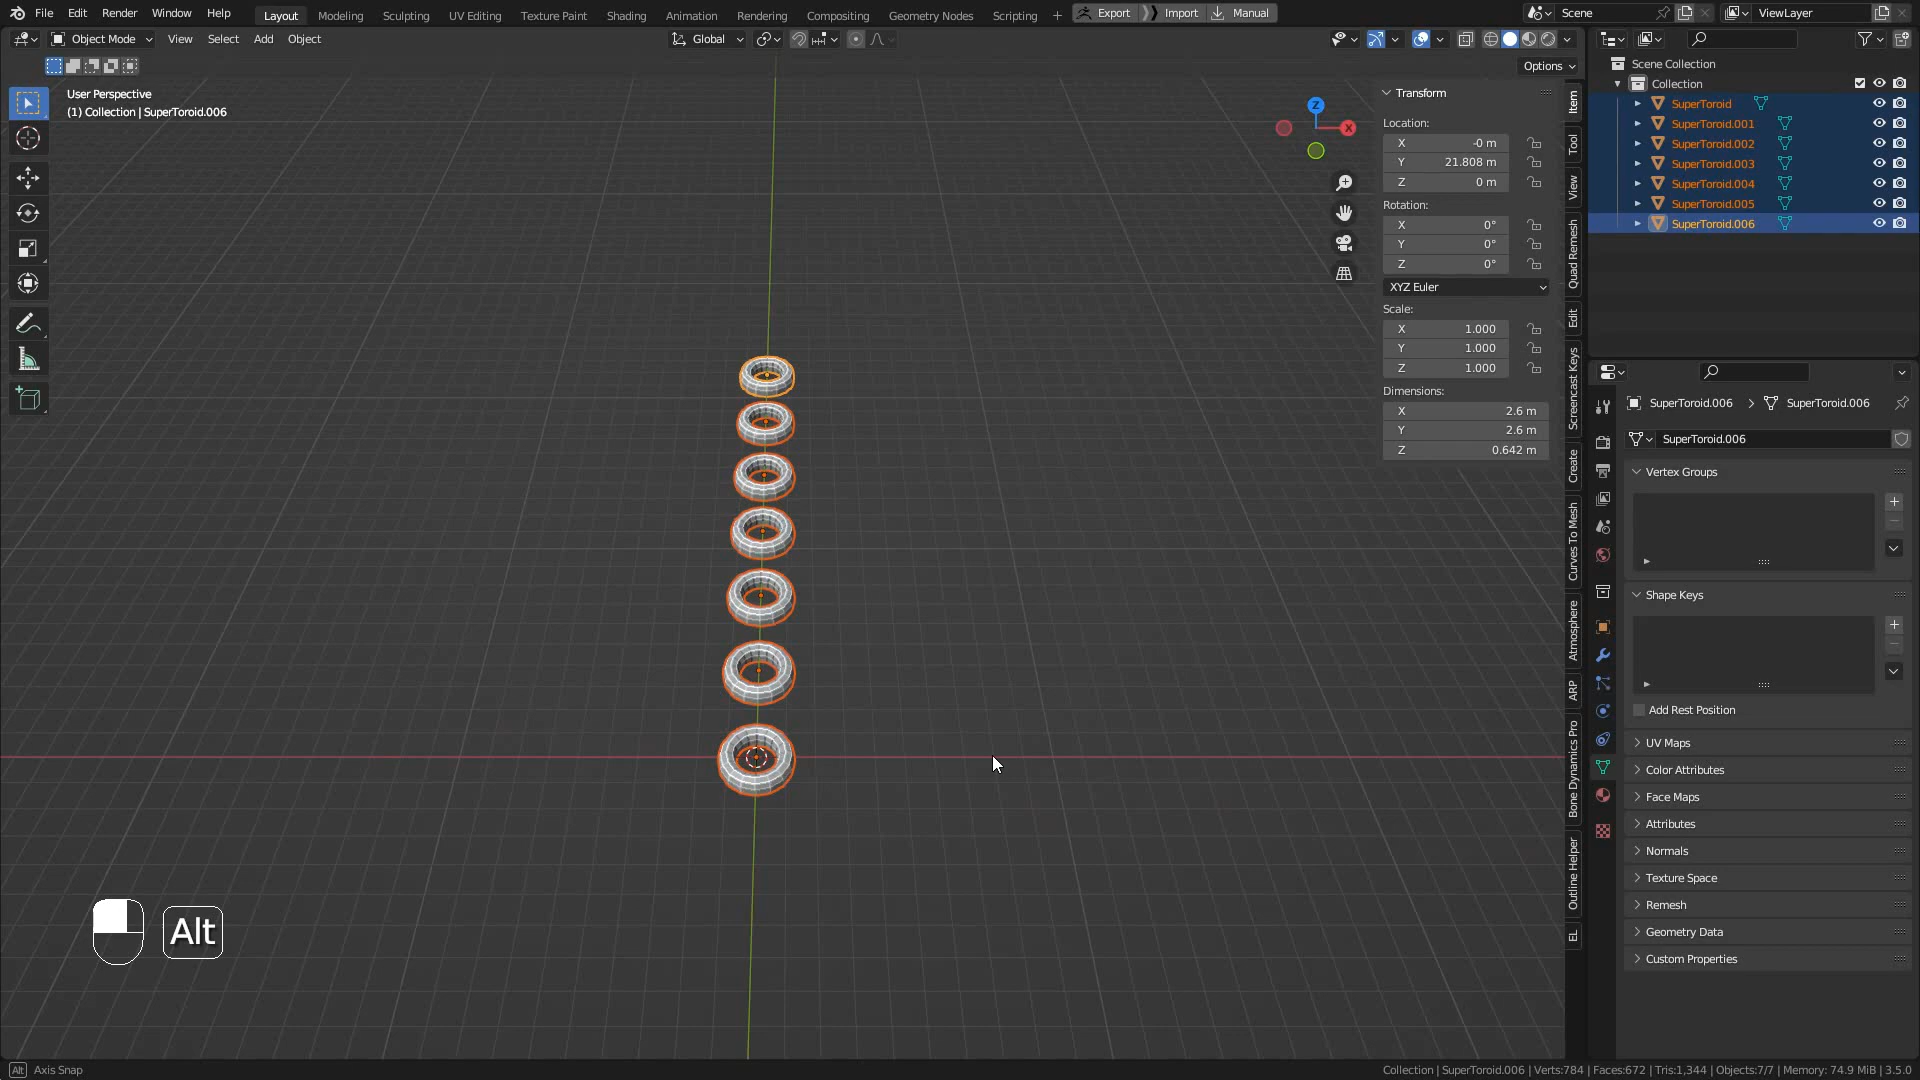 File Edit Render Window Help Layout Modeling Sculpting UV Editing Texture Paint Shading Animation Rendering Compositing Geometry Nodes Scripting + Export Import Manual Scene ViewLayer
Object Mode View Select Add Object Global
Options
User Perspective
(1) Collection | SuperToroid.006
Z
X
Transform
Location:
X -0 m
Y 21.808 m
Z 0 m
Rotation:
X 0°
Y 0°
Z 0°
XYZ Euler
Scale:
X 1.000
Y 1.000
Z 1.000
Dimensions:
X 2.6 m
Y 2.6 m
Z 0.642 m
Item
Tool
View
Quad Remesh
Edit
Screencast Keys
Create
Curves To Mesh
Atmosphere
ARP
Bone Dynamics Pro
Outline Helper
EL
Scene Collection
Collection
SuperToroid
SuperToroid.001
SuperToroid.002
SuperToroid.003
SuperToroid.004
SuperToroid.005
SuperToroid.006
SuperToroid.006 > SuperToroid.006
SuperToroid.006
Vertex Groups
Shape Keys
Add Rest Position
UV Maps
Color Attributes
Face Maps
Attributes
Normals
Texture Space
Remesh
Geometry Data
Custom Properties
Alt
Alt Axis Snap
Collection | SuperToroid.006 | Verts:784 | Faces:672 | Tris:1,344 | Objects:7/7 | Memory: 74.9 MiB | 3.5.0